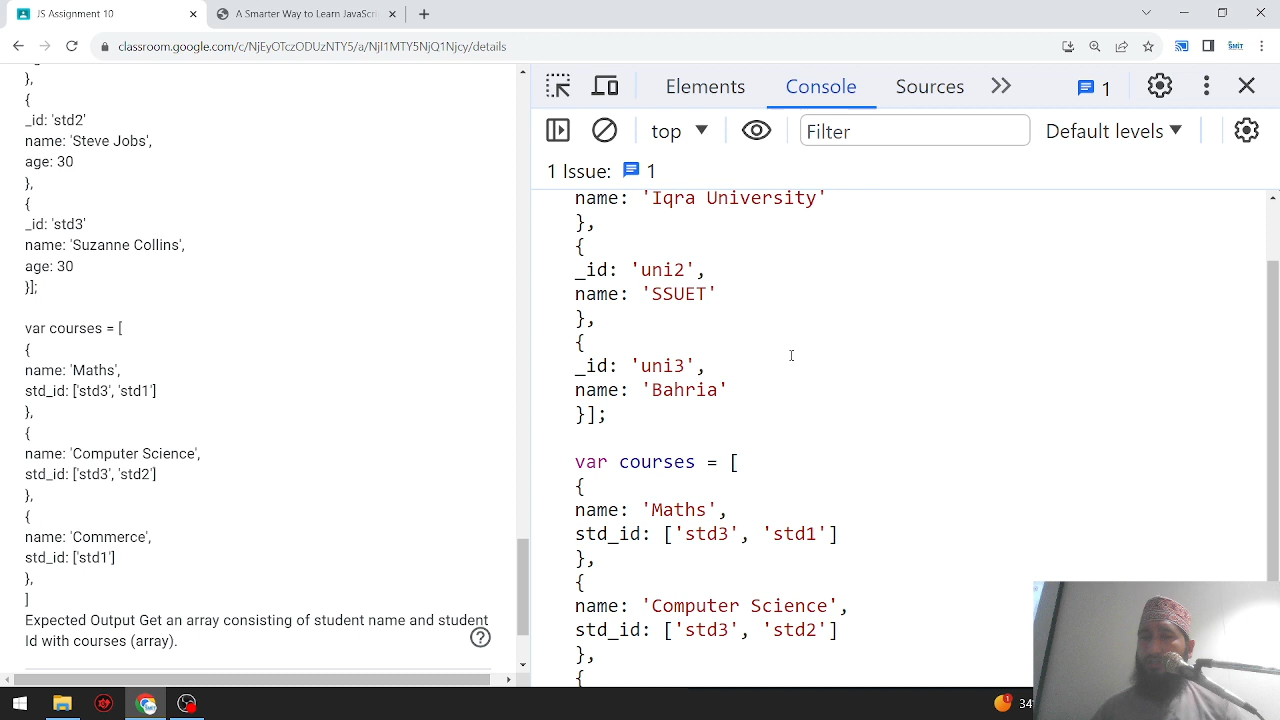 JS Assignment 10
A Smarter Way to Learn JavaScri
classroom.google.com/c/NjEyOTczODUzNTY5/a/NjI1MTY5NjQ1Njcy/details
},
{
_id: 'std2'
name: 'Steve Jobs',
age: 30
},
{
_id: 'std3'
name: 'Suzanne Collins',
age: 30
}];
var courses = [
{
name: 'Maths',
std_id: ['std3', 'std1']
},
{
name: 'Computer Science',
std_id: ['std3', 'std2']
},
{
name: 'Commerce',
std_id: ['std1']
},
]
Expected Output Get an array consisting of student name and student
Id with courses (array).
Elements
Console
Sources
1
top
Filter
Default levels
1 Issue:
1
name: 'Iqra University'
},
{
_id: 'uni2',
name: 'SSUET'
},
{
_id: 'uni3',
name: 'Bahria'
}];
var courses = [
{
name: 'Maths',
std_id: ['std3', 'std1']
},
{
name: 'Computer Science',
std_id: ['std3', 'std2']
},
{
1
34